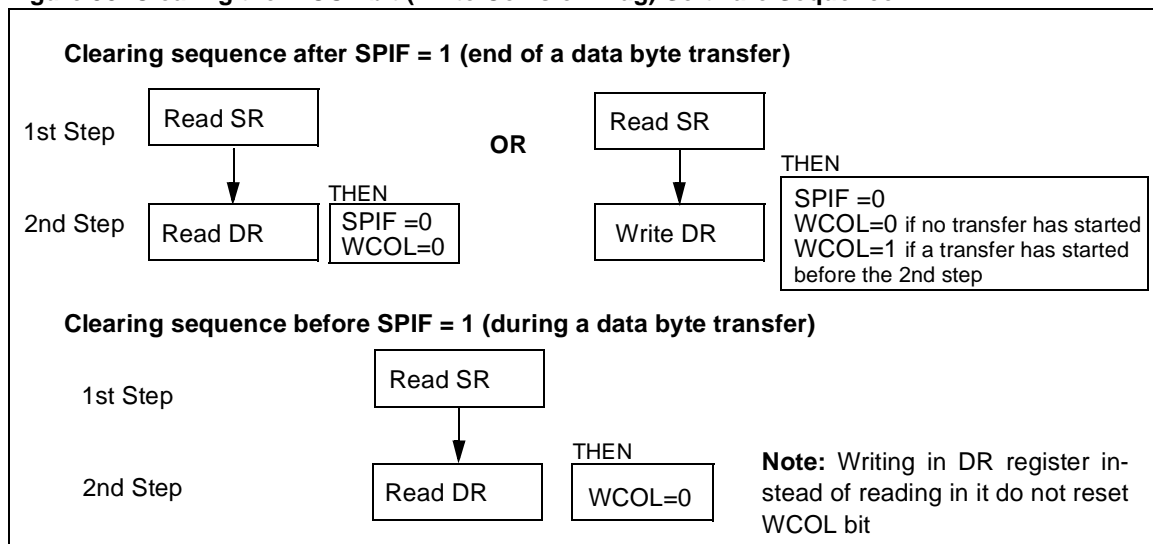 Clearing sequence after SPIF = 1 (end of a data byte transfer)
1st Step
Read SR
OR
Read SR
THEN
2nd Step
Read DR
THEN
SPIF =0
WCOL=0
Write DR
SPIF =0
WCOL=0 if no transfer has started
WCOL=1 if a transfer has started
before the 2nd step
Clearing sequence before SPIF = 1 (during a data byte transfer)
1st Step
Read SR
2nd Step
Read DR
THEN
WCOL=0
Note: Writing in DR register in-
stead of reading in it do not reset
WCOL bit